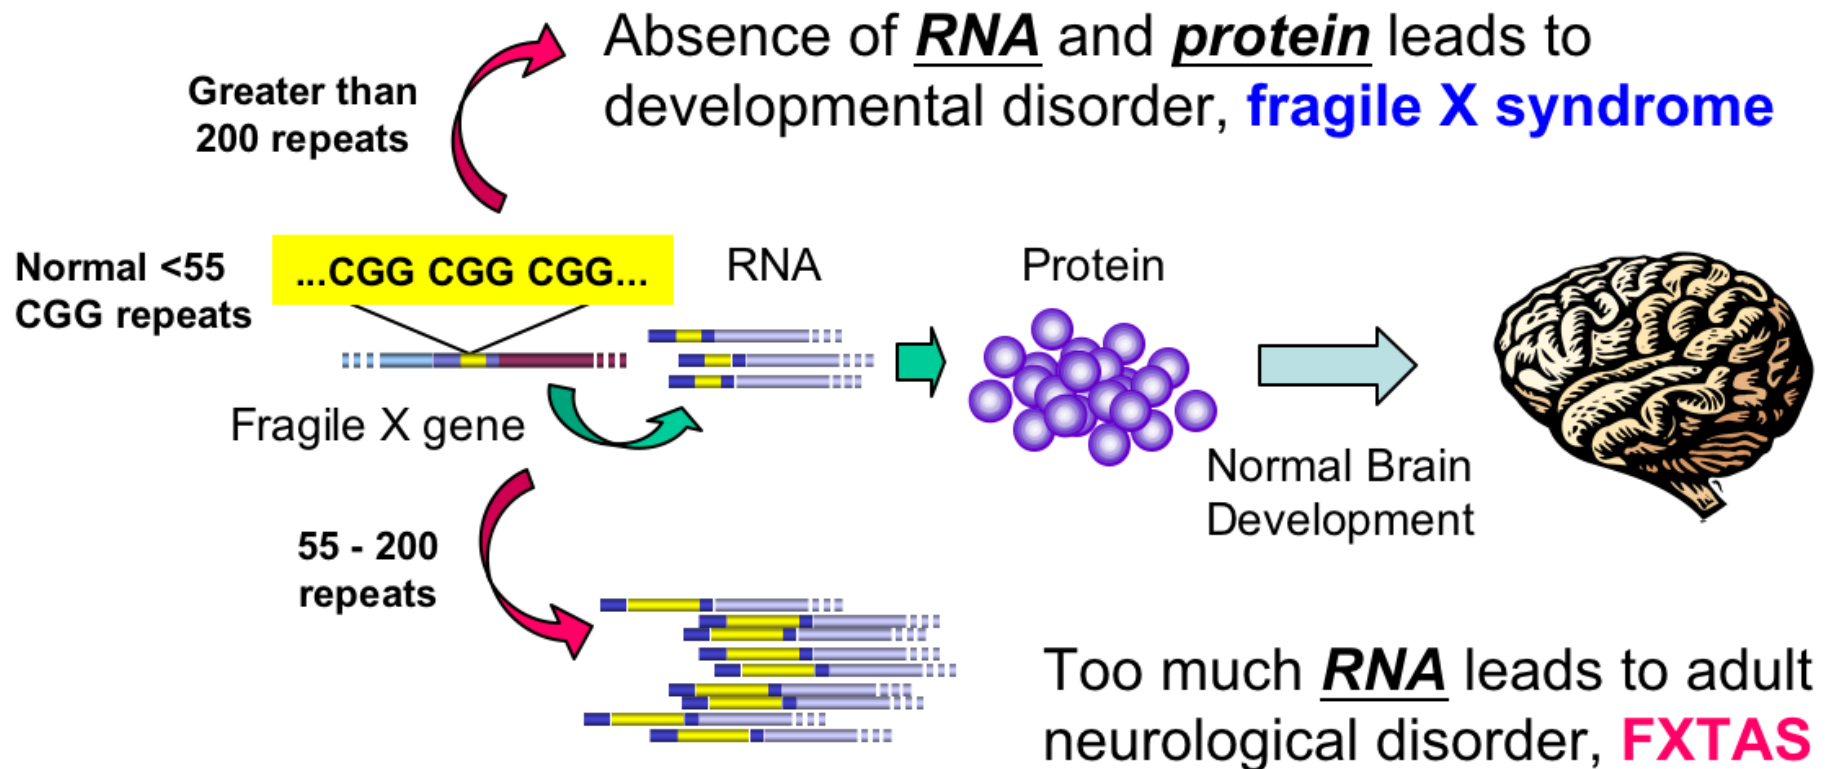 Absence of RNA and protein leads to
developmental disorder, fragile X syndrome
Greater than
200 repeats
Normal <55
CGG repeats
...CGG CGG CGG...
RNA
Protein
Fragile X gene
Normal Brain
Development
55 - 200
repeats
Too much RNA leads to adult
neurological disorder, FXTAS